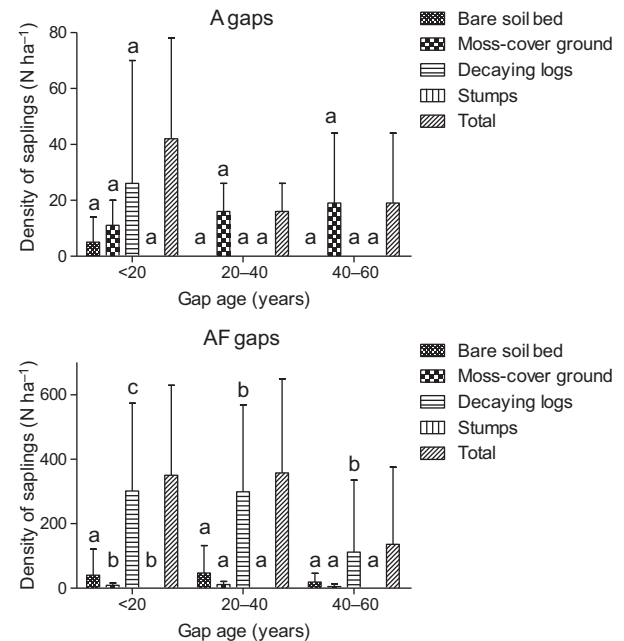 A gaps
Density of saplings (N ha⁻¹)
80
60
40
20
0
a a a a
a a a a
a a a a
<20 20–40 40–60
Gap age (years)
Bare soil bed
Moss-cover ground
Decaying logs
Stumps
Total
AF gaps
Density of saplings (N ha⁻¹)
600
400
200
0
a b c b
a a b a
a a b a
<20 20–40 40–60
Gap age (years)
Bare soil bed
Moss-cover ground
Decaying logs
Stumps
Total